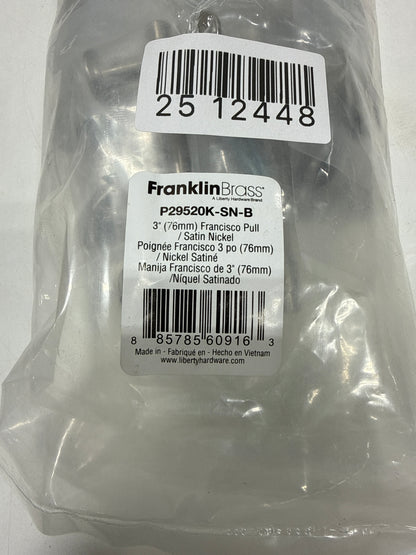 25 12448
FranklinBrass®
A Liberty Hardware Brand
P29520K-SN-B
3" (76mm) Francisco Pull
/ Satin Nickel
Poignée Francisco 3 po (76mm)
/ Nickel Satiné
Manija Francisco de 3" (76mm)
/Níquel Satinado
8 85785 60916 3
Made in - Fabriqué en - Hecho en Vietnam
www.libertyhardware.com